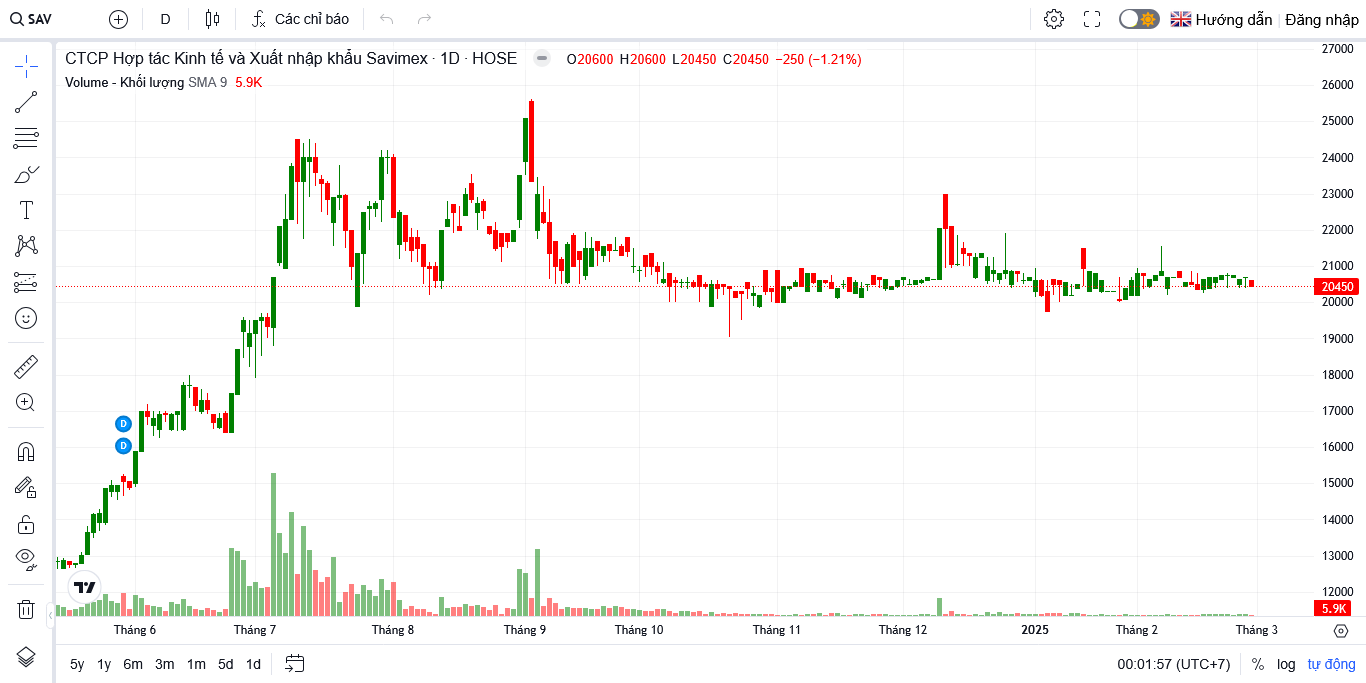 SAV D Các chỉ báo Hướng dẫn Đăng nhập
CTCP Hợp tác Kinh tế và Xuất nhập khẩu Savimex · 1D · HOSE O20600 H20600 L20450 C20450 −250 (−1.21%)
Volume - Khối lượng SMA 9 5.9K
27000
26000
25000
24000
23000
22000
21000
20450
20000
19000
18000
17000
16000
15000
14000
13000
12000
5.9K
D
D
Tháng 6 Tháng 7 Tháng 8 Tháng 9 Tháng 10 Tháng 11 Tháng 12 2025 Tháng 2 Tháng 3
5y 1y 6m 3m 1m 5d 1d 00:01:57 (UTC+7) % log tự động